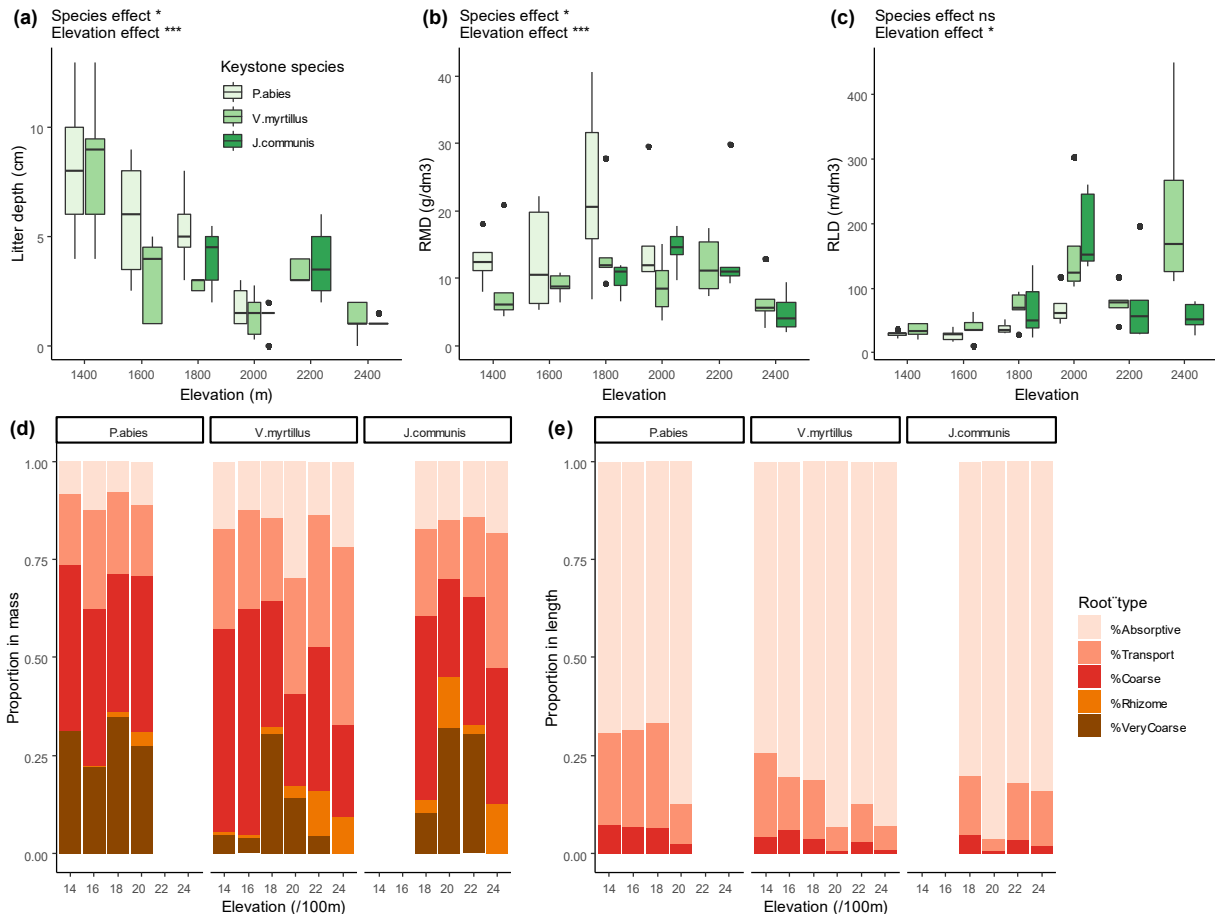 (a) Species effect *
Elevation effect ***
Litter depth (cm)
10
5
0
Keystone species
P.abies
V.myrtillus
J.communis
1400 1600 1800 2000 2200 2400
Elevation (m)
(b) Species effect *
Elevation effect ***
RMD (g/dm3)
40
30
20
10
0
1400 1600 1800 2000 2200 2400
Elevation
(c) Species effect ns
Elevation effect *
RLD (m/dm3)
400
300
200
100
0
1400 1600 1800 2000 2200 2400
Elevation
(d)
P.abies V.myrtillus J.communis
Proportion in mass
1.00
0.75
0.50
0.25
0.00
14 16 18 20 22 24 14 16 18 20 22 24 14 16 18 20 22 24
Elevation (/100m)
(e)
P.abies V.myrtillus J.communis
Proportion in length
1.00
0.75
0.50
0.25
0.00
14 16 18 20 22 24 14 16 18 20 22 24 14 16 18 20 22 24
Elevation (/100m)
Root¨type
%Absorptive
%Transport
%Coarse
%Rhizome
%VeryCoarse